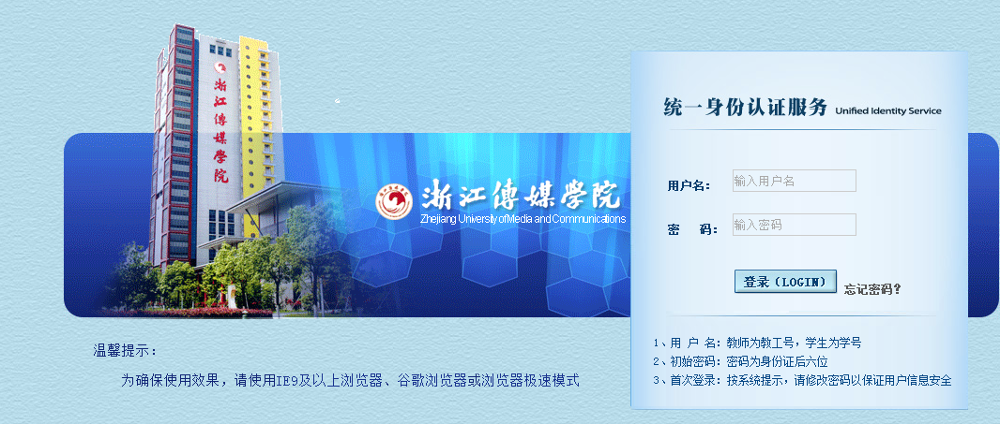 浙江傳媒學院
浙江傳媒學院
Zhejiang University of Media and Communications
统一身份认证服务 Unified Identity Service
用户名： 输入用户名
密 码： 输入密码
登录（LOGIN） 忘记密码?
1、用 户 名：教师为教工号，学生为学号
2、初始密码：密码为身份证后六位
3、首次登录：按系统提示，请修改密码以保证用户信息安全
温馨提示：
为确保使用效果，请使用IE9及以上浏览器、谷歌浏览器或浏览器极速模式